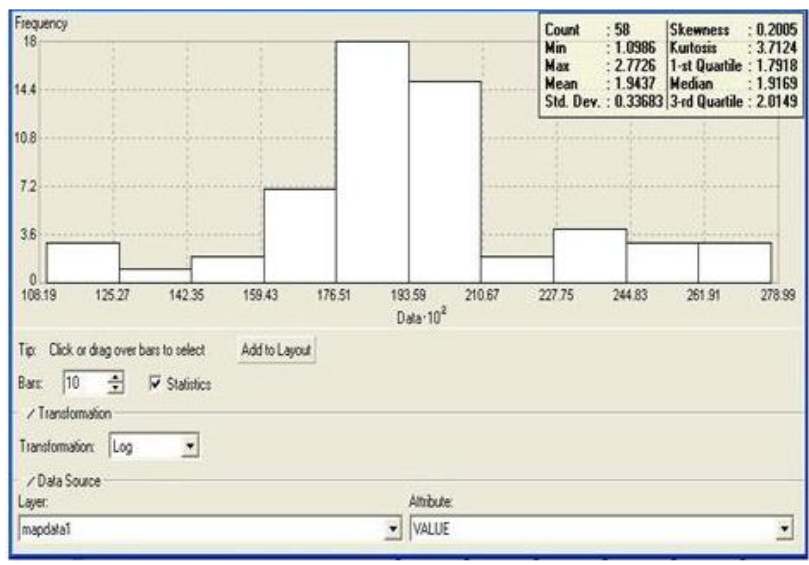 Frequency
Count : 58 Skewness : 0.2005
Min : 1.0986 Kurtosis : 3.7124
Max : 2.7726 1-st Quartile : 1.7918
Mean : 1.9437 Median : 1.9169
Std. Dev. : 0.33683 3-rd Quartile : 2.0149
18
14.4
10.8
7.2
3.6
0
108.19 125.27 142.35 159.43 176.51 193.59 210.67 227.75 244.83 261.91 278.99
Data·10²
Tip: Click or drag over bars to select Add to Layout
Bars: 10 Statistics
Transformation
Transformation: Log
Data Source
Layer: Attribute:
mapdata1 VALUE